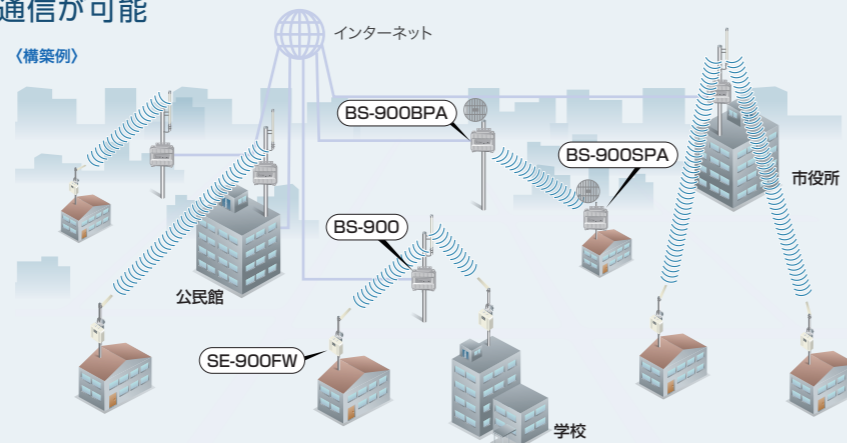 通信が可能
〈構築例〉
インターネット
BS-900BPA
BS-900SPA
市役所
BS-900
公民館
SE-900FW
学校